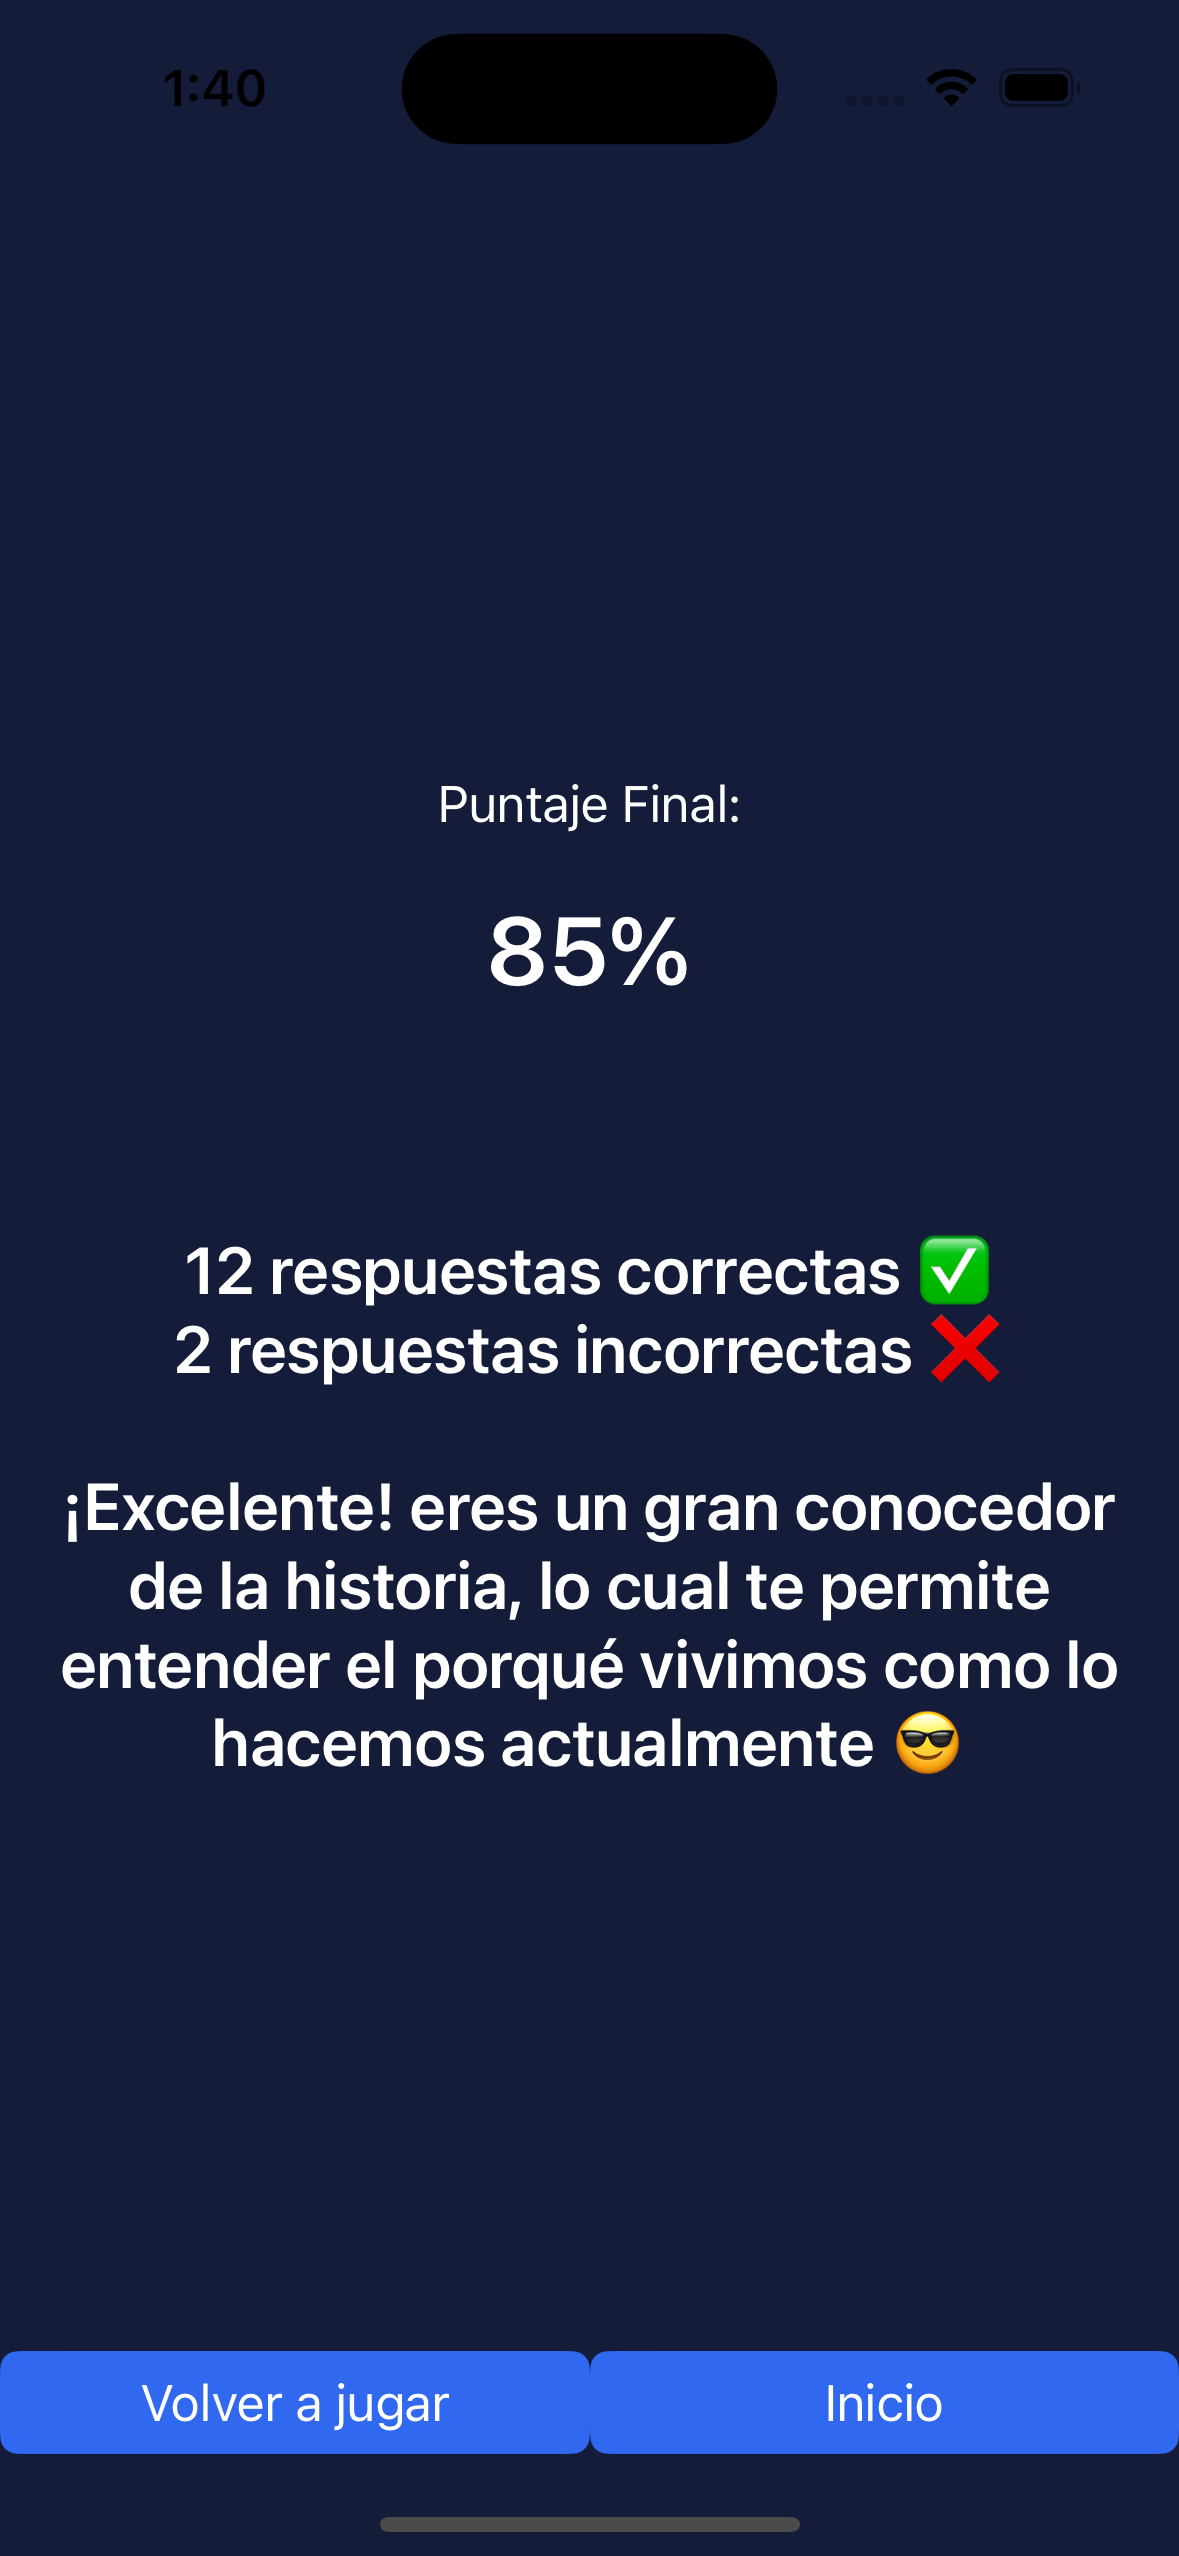 1:40
Puntaje Final:
85%
12 respuestas correctas ✅
2 respuestas incorrectas ❌
¡Excelente! eres un gran conocedor
de la historia, lo cual te permite
entender el porqué vivimos como lo
hacemos actualmente 😎
Volver a jugar
Inicio